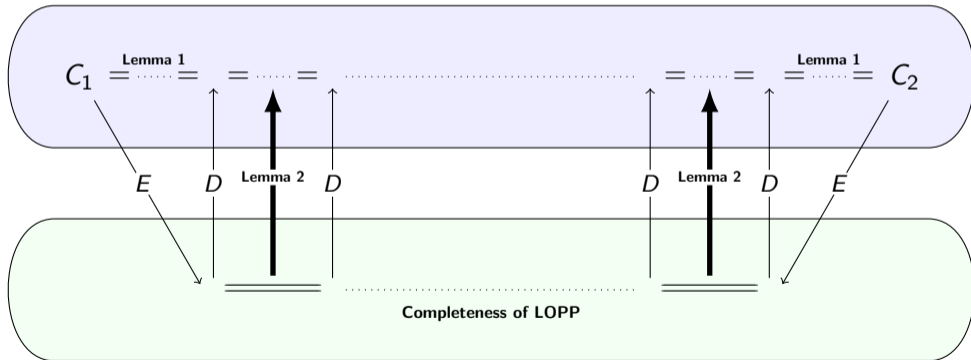 Lemma 1 Lemma 1
C₁ = ...... = = ...... = ...... = ...... = = ...... = C₂
E D Lemma 2 D D Lemma 2 D E
Completeness of LOPP